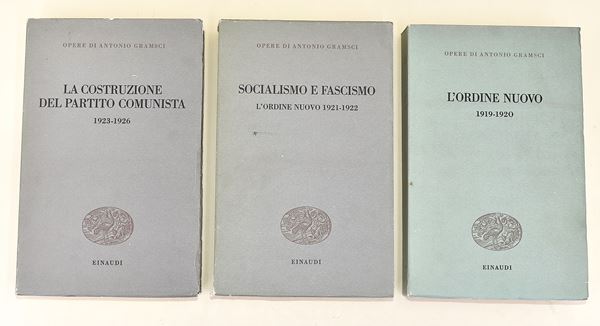 OPERE DI ANTONIO GRAMSCI
LA COSTRUZIONE
DEL PARTITO COMUNISTA
1923-1926
EINAUDI
OPERE DI ANTONIO GRAMSCI
SOCIALISMO E FASCISMO
L'ORDINE NUOVO 1921-1922
EINAUDI
OPERE DI ANTONIO GRAMSCI
L'ORDINE NUOVO
1919-1920
EINAUDI